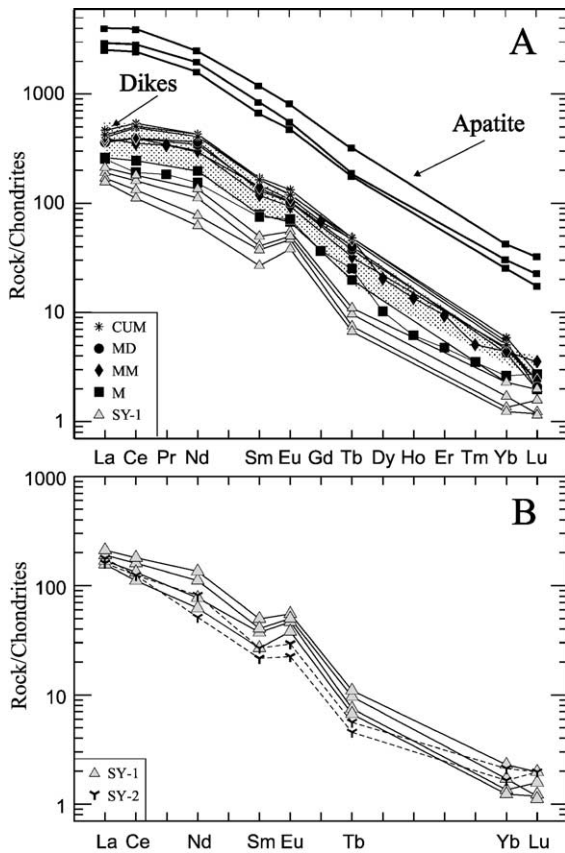 A
1000
100
10
1
Rock/Chondrites
Dikes
Apatite
CUM
MD
MM
M
SY-1
La Ce Pr Nd Sm Eu Gd Tb Dy Ho Er Tm Yb Lu
B
1000
100
10
1
Rock/Chondrites
SY-1
SY-2
La Ce Nd Sm Eu Tb Yb Lu